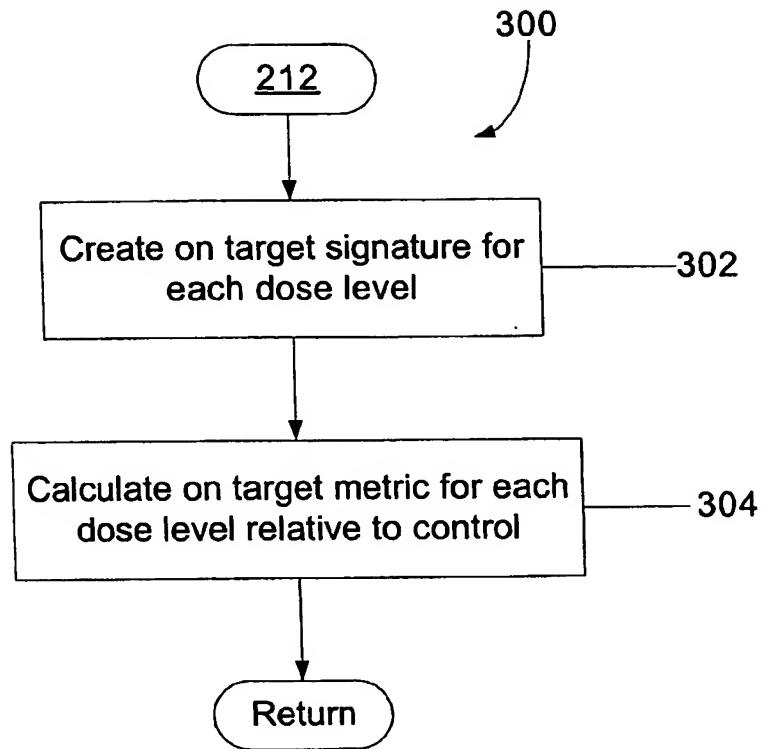 300
212
Create on target signature for
each dose level
302
Calculate on target metric for each
dose level relative to control
304
Return